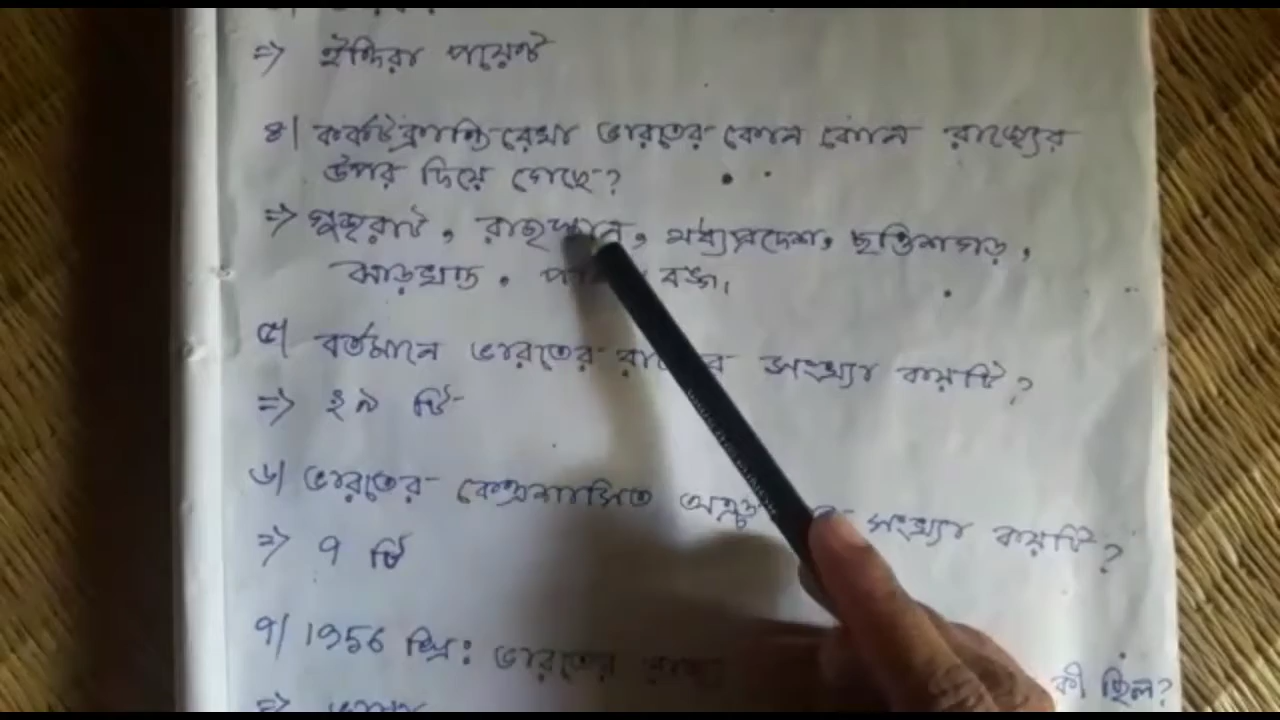 => ইন্দিরা পয়েন্ট
৪| কর্কটক্রান্তি রেখা ভারতের কোন কোন রাজ্যের
উপর দিয়ে গেছে?
=> গুজরাট, রাজস্থান, মধ্যপ্রদেশ, ছত্তিশগড়,
ঝাড়খন্ড, বঙ্গ।
৫| বর্তমানে ভারতের সংখ্যা কয়টি?
=> ২৯ টি
৬| ভারতের কেন্দ্রশাসিত সংখ্যা কয়টি?
=> ৭ টি
৭| 1956 খ্রি: ভারতের রাজ্য কী ছিল?